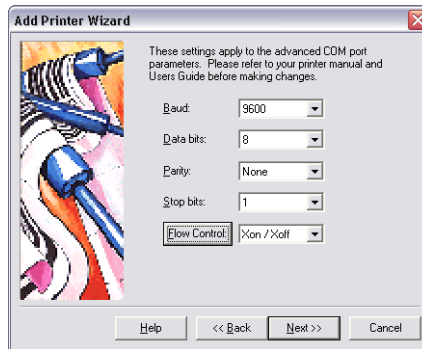 Add Printer Wizard
These settings apply to the advanced COM port
parameters. Please refer to your printer manual and
Users Guide before making changes.
Baud: 9600
Data bits: 8
Parity: None
Stop bits: 1
Flow Control: Xon / Xoff
Help << Back Next >> Cancel